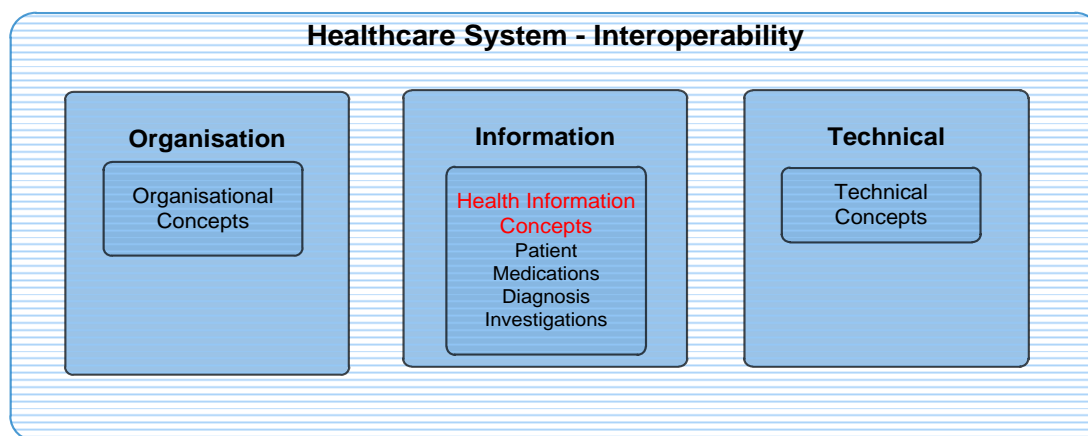 Healthcare System - Interoperability
Organisation
Organisational
Concepts
Information
Health Information
Concepts
Patient
Medications
Diagnosis
Investigations
Technical
Technical
Concepts